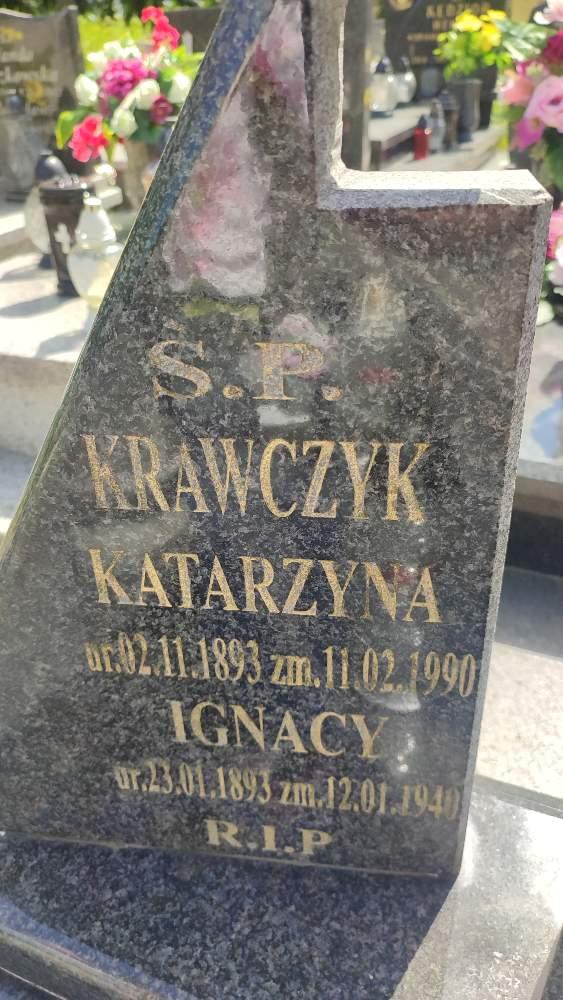 Ś.P.
KRAWCZYK
KATARZYNA
ur.02.11.1893 zm.11.02.1990
IGNACY
ur.23.01.1893 zm.12.01.1940
R.I.P